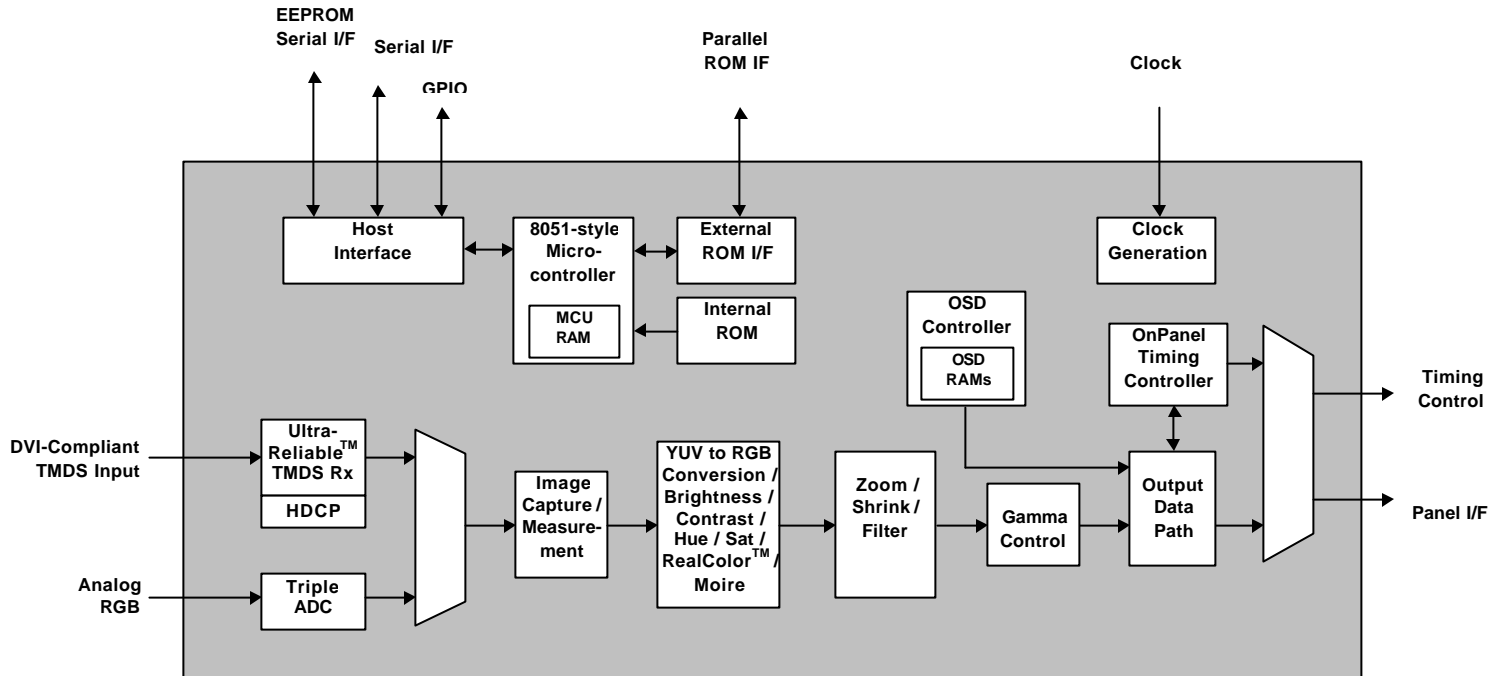 EEPROM
Serial I/F
Serial I/F
GPIO
Parallel
ROM IF
Clock
Host
Interface
8051-style
Micro-
controller
MCU
RAM
External
ROM I/F
Internal
ROM
Clock
Generation
OSD
Controller
OSD
RAMs
OnPanel
Timing
Controller
Timing
Control
DVI-Compliant
TMDS Input
Ultra-
Reliable™
TMDS Rx
HDCP
Image
Capture /
Measure-
ment
YUV to RGB
Conversion /
Brightness /
Contrast /
Hue / Sat /
RealColor™ /
Moire
Zoom /
Shrink /
Filter
Gamma
Control
Output
Data
Path
Panel I/F
Analog
RGB
Triple
ADC